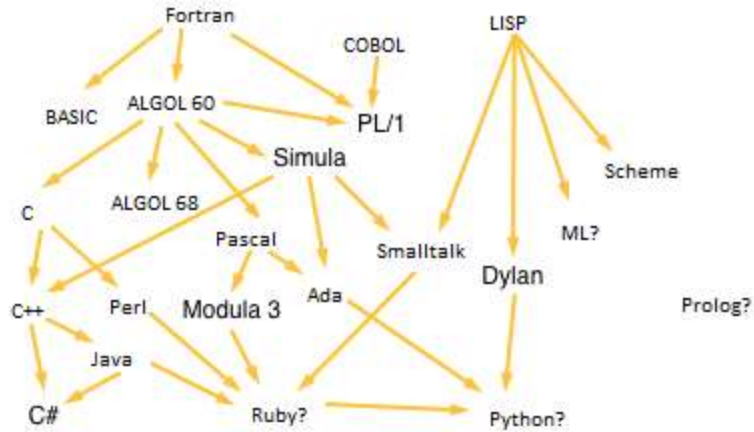 Fortran
LISP
COBOL
BASIC
ALGOL 60
PL/1
Simula
Scheme
C
ALGOL 68
Pascal
Smalltalk
ML?
Dylan
C++
Perl
Modula 3
Ada
Prolog?
Java
C#
Ruby?
Python?